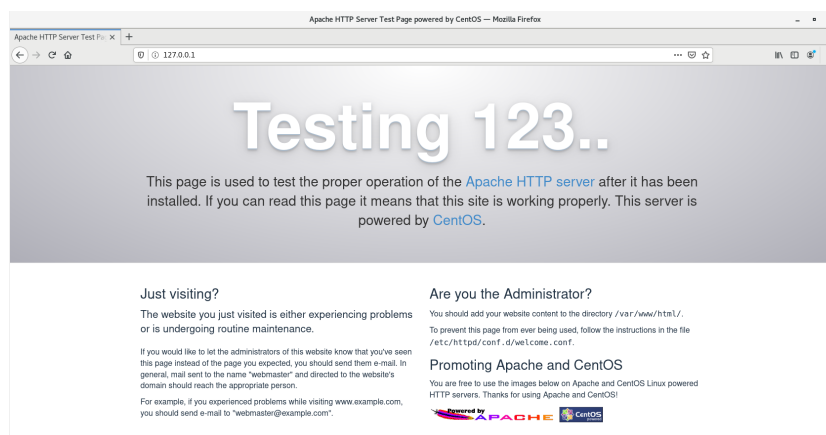 Apache HTTP Server Test Page powered by CentOS — Mozilla Firefox
Apache HTTP Server Test Pa
127.0.0.1
Testing 123..
This page is used to test the proper operation of the Apache HTTP server after it has been
installed. If you can read this page it means that this site is working properly. This server is
powered by CentOS.
Just visiting?
The website you just visited is either experiencing problems
or is undergoing routine maintenance.
If you would like to let the administrators of this website know that you've seen
this page instead of the page you expected, you should send them e-mail. In
general, mail sent to the name "webmaster" and directed to the website's
domain should reach the appropriate person.
For example, if you experienced problems while visiting www.example.com,
you should send e-mail to "webmaster@example.com".
Are you the Administrator?
You should add your website content to the directory /var/www/html/.
To prevent this page from ever being used, follow the instructions in the file
/etc/httpd/conf.d/welcome.conf.
Promoting Apache and CentOS
You are free to use the images below on Apache and CentOS Linux powered
HTTP servers. Thanks for using Apache and CentOS!
Powered by
APACHE
CentOS